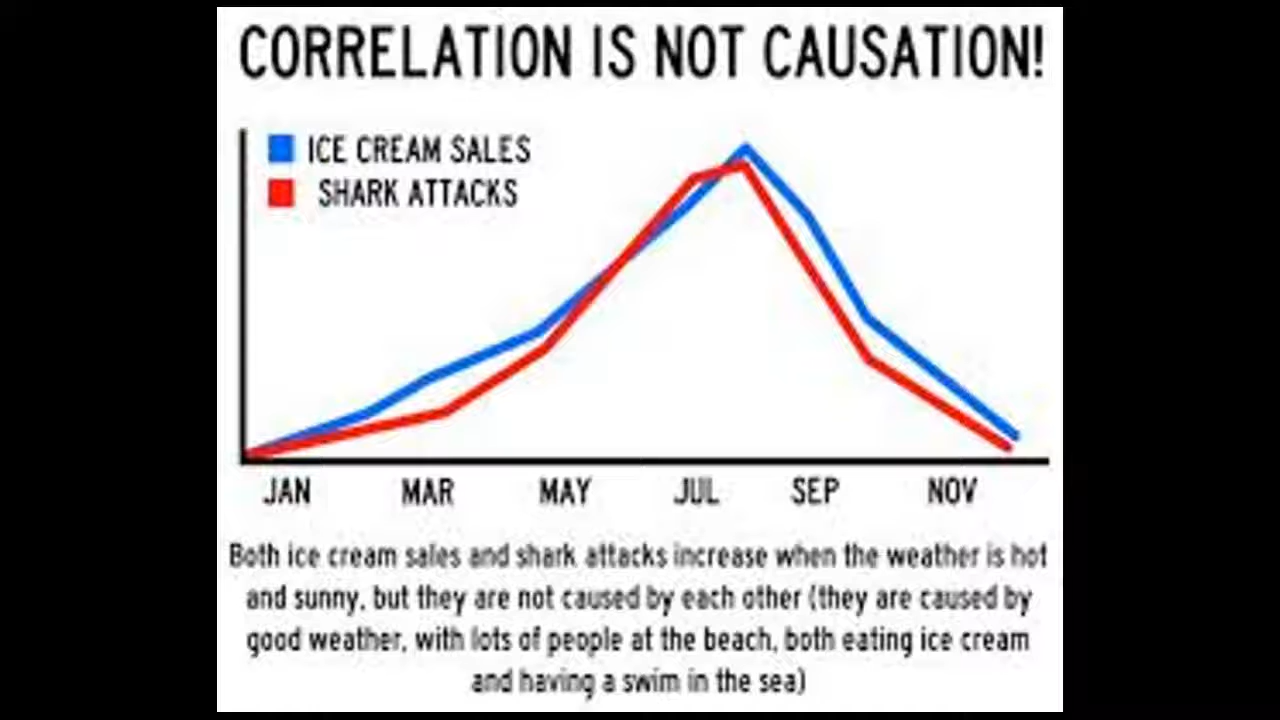 CORRELATION IS NOT CAUSATION!
ICE CREAM SALES
SHARK ATTACKS
JAN MAR MAY JUL SEP NOV
Both ice cream sales and shark attacks increase when the weather is hot
and sunny, but they are not caused by each other (they are caused by
good weather, with lots of people at the beach, both eating ice cream
and having a swim in the sea)